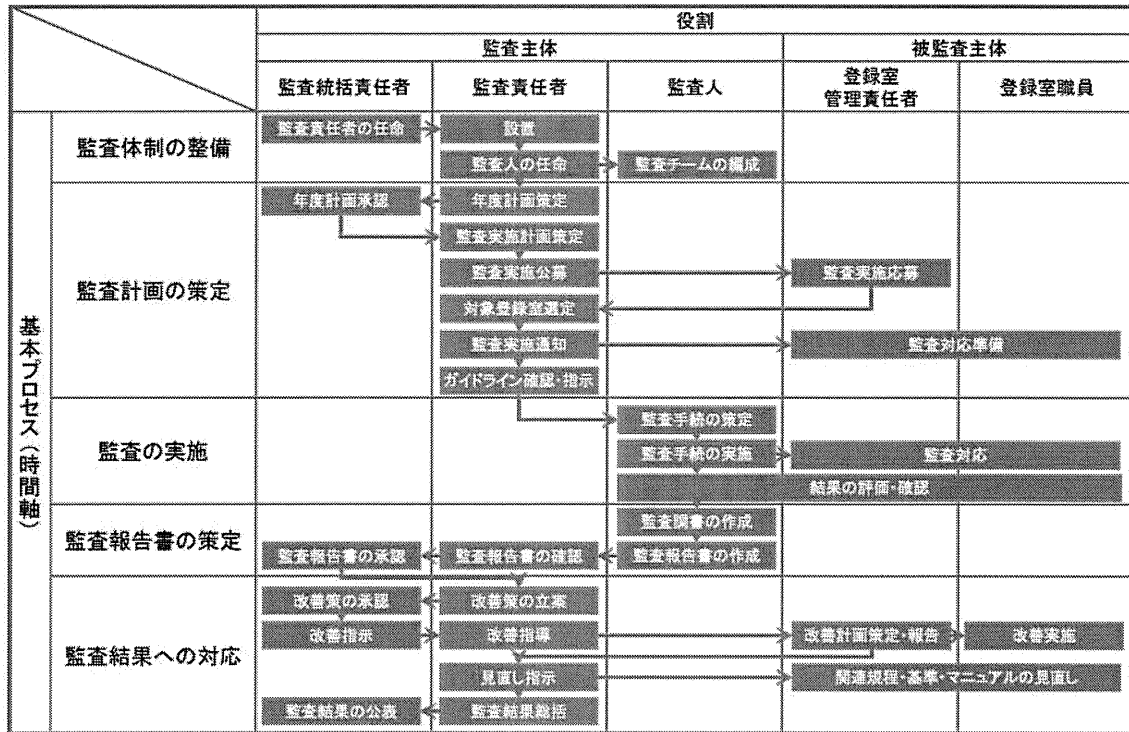 役割
監査主体
被監査主体
監査統括責任者
監査責任者
監査人
登録室
管理責任者
登録室職員
基本プロセス(時間軸)
監査体制の整備
監査責任者の任命
設置
監査人の任命
監査チームの編成
監査計画の策定
年度計画承認
年度計画策定
監査実施計画策定
監査実施公募
監査実施応募
対象登録室選定
監査実施通知
監査対応準備
ガイドライン確認・指示
監査の実施
監査手続の策定
監査手続の実施
監査対応
結果の評価・確認
監査報告書の策定
監査調書の作成
監査報告書の承認
監査報告書の確認
監査報告書の作成
監査結果への対応
改善策の承認
改善策の立案
改善指示
改善指導
改善計画策定・報告
改善実施
見直し指示
関連規程・基準・マニュアルの見直し
監査結果の公表
監査結果総括